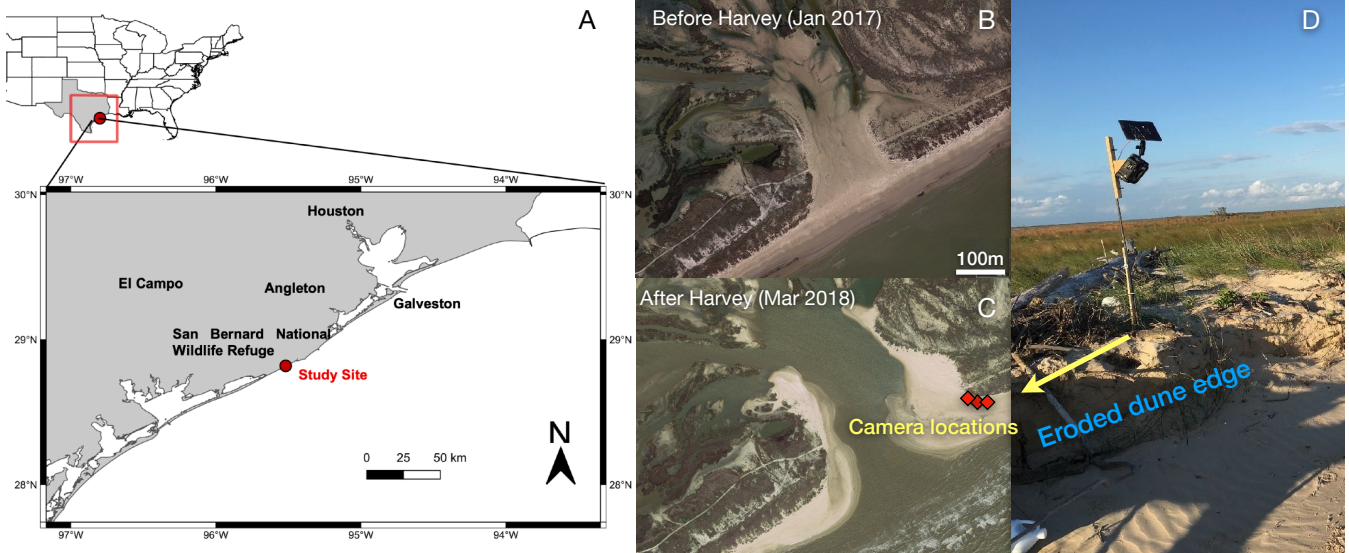 A
97°W 96°W 95°W 94°W
30°N 30°N
Houston
El Campo
Angleton
Galveston
San Bernard National
Wildlife Refuge
29°N 29°N
Study Site
N
0 25 50 km
28°N 28°N
97°W 96°W 95°W 94°W
Before Harvey (Jan 2017)
B
100m
After Harvey (Mar 2018)
C
Camera locations
D
Eroded dune edge